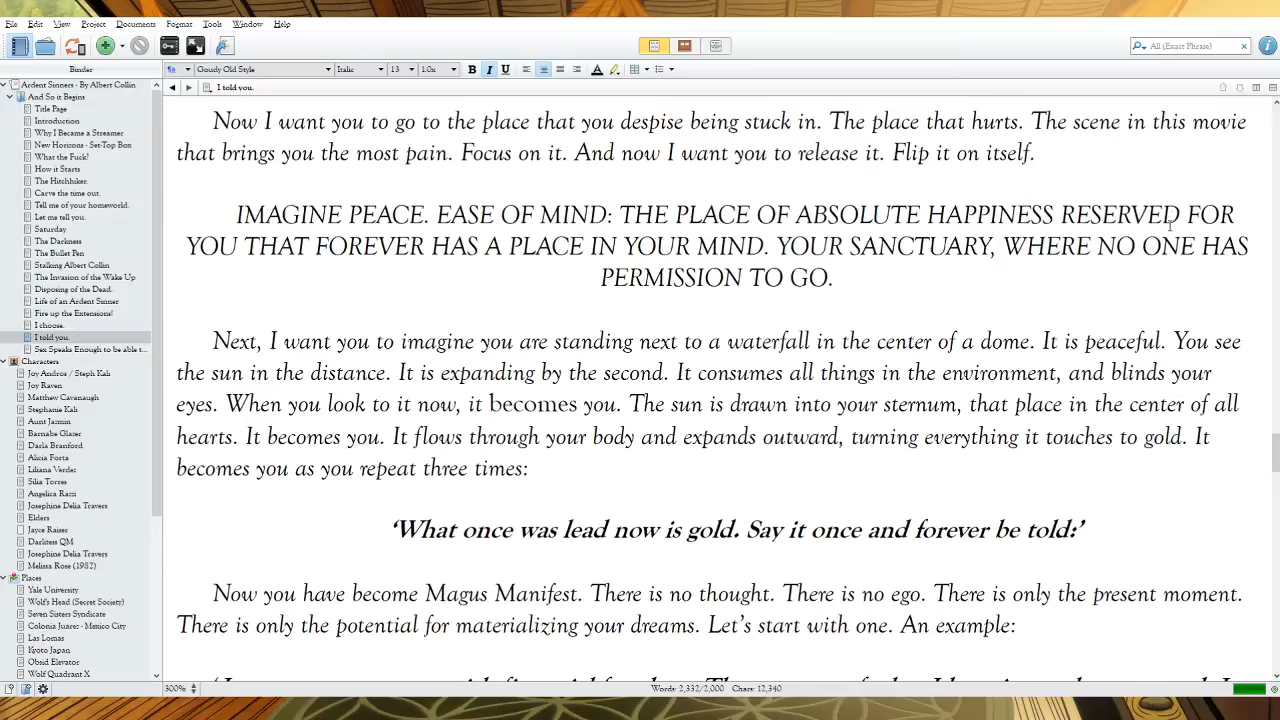 File Edit View Project Documents Format Tools Window Help
All (Exact Phrase)
Binder
Goudy Old Style Italic 13 1.0x B I U A
I told you.
Ardent Sinners - By Albert Collin
And So it Begins
Title Page
Introduction
Why I Became a Streamer
New Horizons - Set-Top Box
What the Fuck?
How it Starts
The Hitchhiker.
Carve the time out.
Tell me of your homeworld.
Let me tell you.
Saturday
The Darkness
The Bullet Pen
Stalking Albert Collin
The Invasion of the Wake Up
Disposing of the Dead.
Life of an Ardent Sinner
Fire up the Extensions!
I choose.
I told you.
Sex Speaks Enough to be able t...
Characters
Joy Andros / Steph Kali
Joy Raven
Matthew Cavanaugh
Stephanie Kali
Aunt Jazmin
Barnabe Glazer
Darla Branford
Alicia Forta
Liliana Verdes
Silia Torres
Angelica Razn
Josephine Delia Travers
Elders
Jayce Raiser
Darlitess QM
Josephine Delia Travers
Melissa Rose (1982)
Places
Yale University
Wolf's Head (Secret Society)
Seven Sisters Syndicate
Colonia Juarez - Mexico City
Las Lomas
Kyoto Japan
Obsid Elevator
Wolf Quadrant X
Now I want you to go to the place that you despise being stuck in. The place that hurts. The scene in this movie
that brings you the most pain. Focus on it. And now I want you to release it. Flip it on itself.
IMAGINE PEACE. EASE OF MIND: THE PLACE OF ABSOLUTE HAPPINESS RESERVED FOR
YOU THAT FOREVER HAS A PLACE IN YOUR MIND. YOUR SANCTUARY, WHERE NO ONE HAS
PERMISSION TO GO.
Next, I want you to imagine you are standing next to a waterfall in the center of a dome. It is peaceful. You see
the sun in the distance. It is expanding by the second. It consumes all things in the environment, and blinds your
eyes. When you look to it now, it becomes you. The sun is drawn into your sternum, that place in the center of all
hearts. It becomes you. It flows through your body and expands outward, turning everything it touches to gold. It
becomes you as you repeat three times:
‘What once was lead now is gold. Say it once and forever be told:’
Now you have become Magus Manifest. There is no thought. There is no ego. There is only the present moment.
There is only the potential for materializing your dreams. Let's start with one. An example:
300%
Words: 2,332/2,000 Chars: 12,340